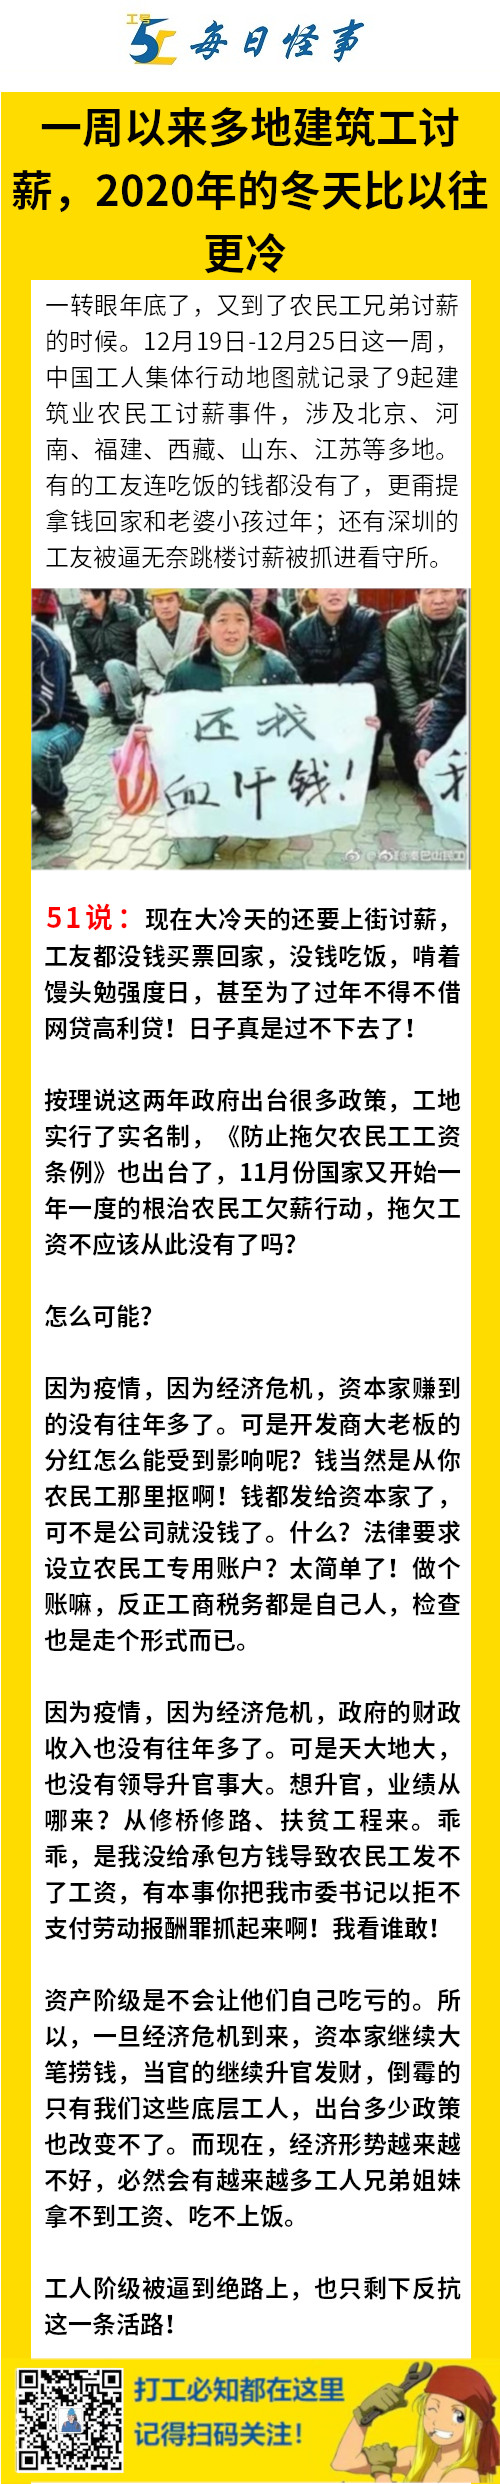 工号
51
每日怪事
一周以来多地建筑工讨
薪，2020年的冬天比以往
更冷
一转眼年底了，又到了农民工兄弟讨薪
的时候。12月19日-12月25日这一周，
中国工人集体行动地图就记录了9起建
筑业农民工讨薪事件，涉及北京、河
南、福建、西藏、山东、江苏等多地。
有的工友连吃饭的钱都没有了，更甭提
拿钱回家和老婆小孩过年；还有深圳的
工友被逼无奈跳楼讨薪被抓进看守所。
还我
血汗钱！
51说：现在大冷天的还要上街讨薪，
工友都没钱买票回家，没钱吃饭，啃着
馒头勉强度日，甚至为了过年不得不借
网贷高利贷！日子真是过不下去了！
按理说这两年政府出台很多政策，工地
实行了实名制，《防止拖欠农民工工资
条例》也出台了，11月份国家又开始一
年一度的根治农民工欠薪行动，拖欠工
资不应该从此没有了吗？
怎么可能？
因为疫情，因为经济危机，资本家赚到
的没有往年多了。可是开发商大老板的
分红怎么能受到影响呢？钱当然是从你
农民工那里抠啊！钱都发给资本家了，
可不是公司就没钱了。什么？法律要求
设立农民工专用账户？太简单了！做个
账嘛，反正工商税务都是自己人，检查
也是走个形式而已。
因为疫情，因为经济危机，政府的财政
收入也没有往年多了。可是天大地大，
也没有领导升官事大。想升官，业绩从
哪来？从修桥修路、扶贫工程来。乖
乖，是我没给承包方钱导致农民工发不
了工资，有本事你把我市委书记以拒不
支付劳动报酬罪抓起来啊！我看谁敢！
资产阶级是不会让他们自己吃亏的。所
以，一旦经济危机到来，资本家继续大
笔捞钱，当官的继续升官发财，倒霉的
只有我们这些底层工人，出台多少政策
也改变不了。而现在，经济形势越来越
不好，必然会有越来越多工人兄弟姐妹
拿不到工资、吃不上饭。
工人阶级被逼到绝路上，也只剩下反抗
这一条活路！
打工必知都在这里
记得扫码关注！